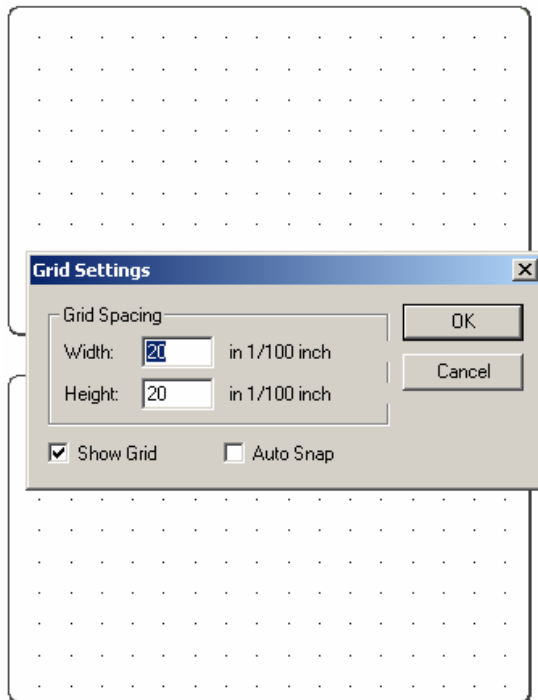 Grid Settings
Grid Spacing
Width: 20 in 1/100 inch
Height: 20 in 1/100 inch
OK
Cancel
Show Grid Auto Snap